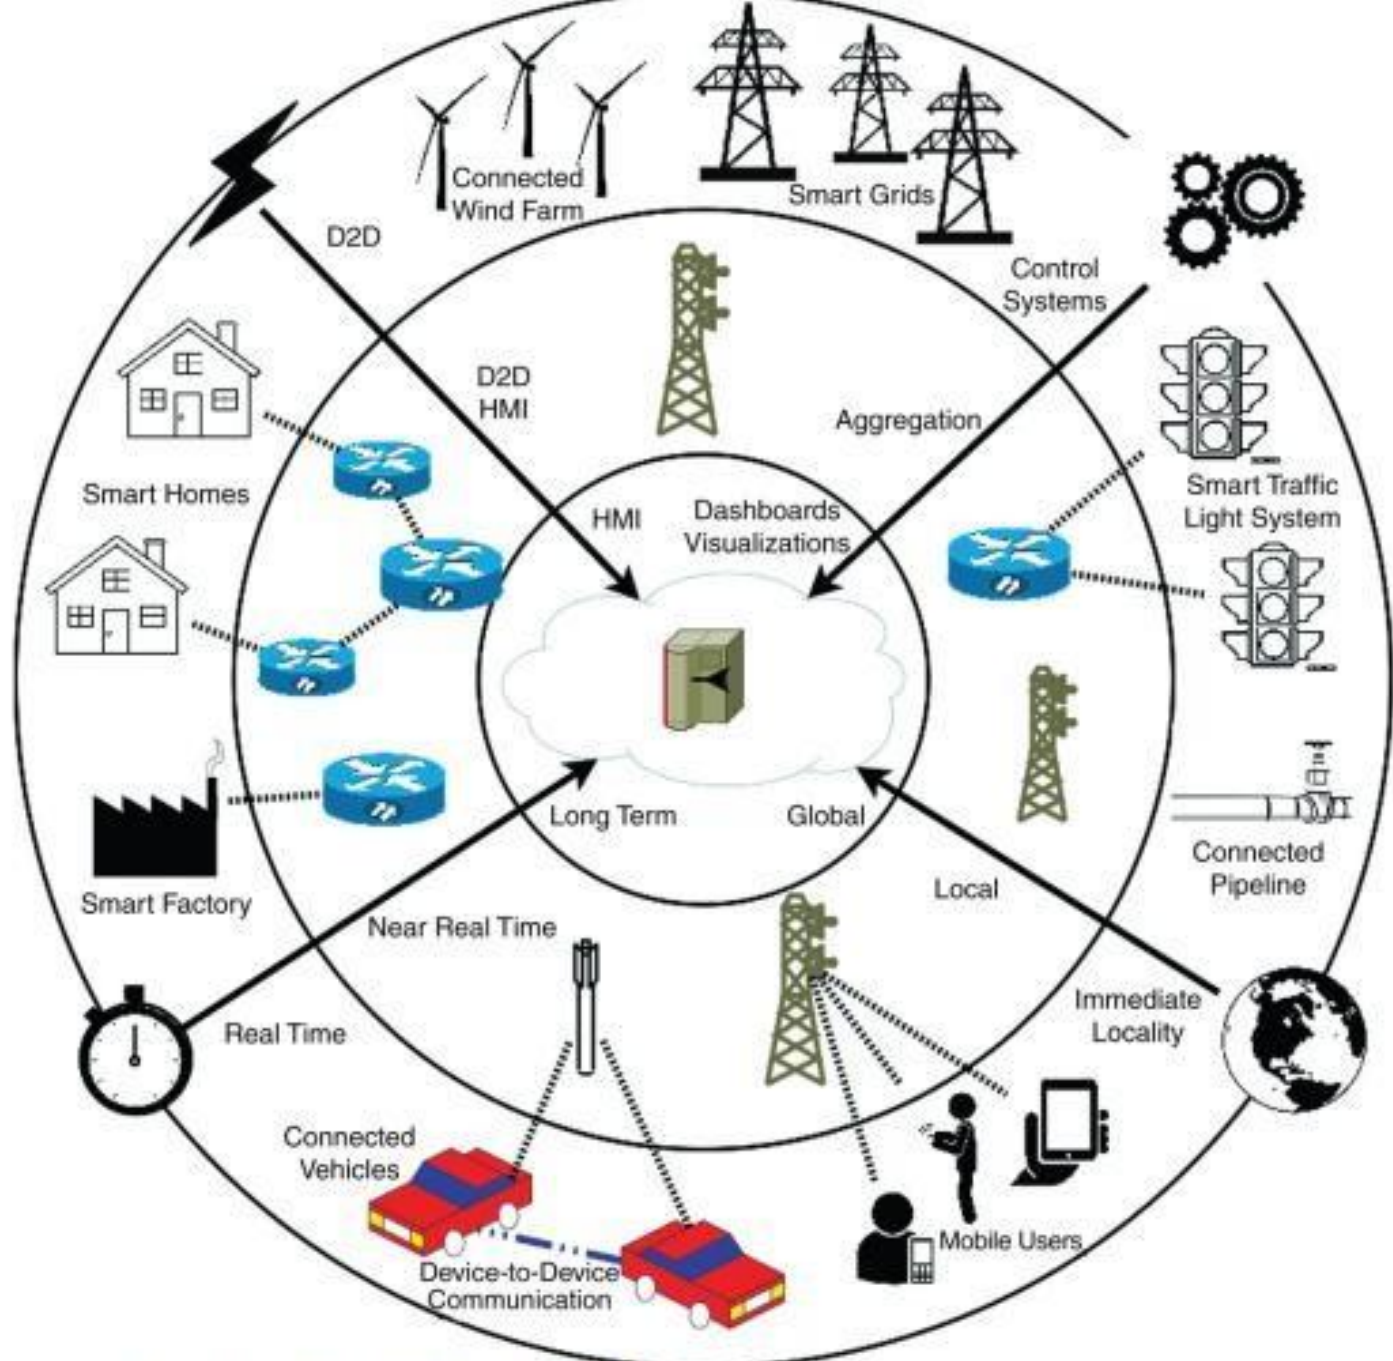 Connected
Wind Farm
Smart Grids
D2D
Control
Systems
D2D
HMI
Aggregation
Smart Homes
Smart Traffic
Light System
HMI
Dashboards
Visualizations
Long Term
Global
Connected
Pipeline
Smart Factory
Local
Near Real Time
Immediate
Locality
Real Time
Connected
Vehicles
Mobile Users
Device-to-Device
Communication